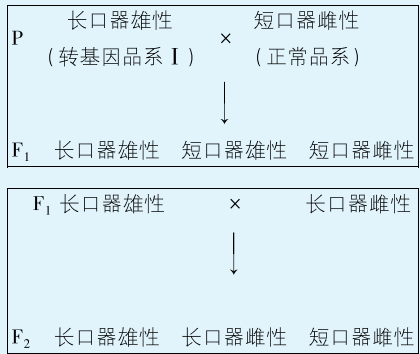 长口器雄性 × 短口器雌性
P （转基因品系Ⅰ） （正常品系）
↓
F₁ 长口器雄性 短口器雄性 短口器雌性
F₁ 长口器雄性 × 长口器雌性
↓
F₂ 长口器雄性 长口器雌性 短口器雌性